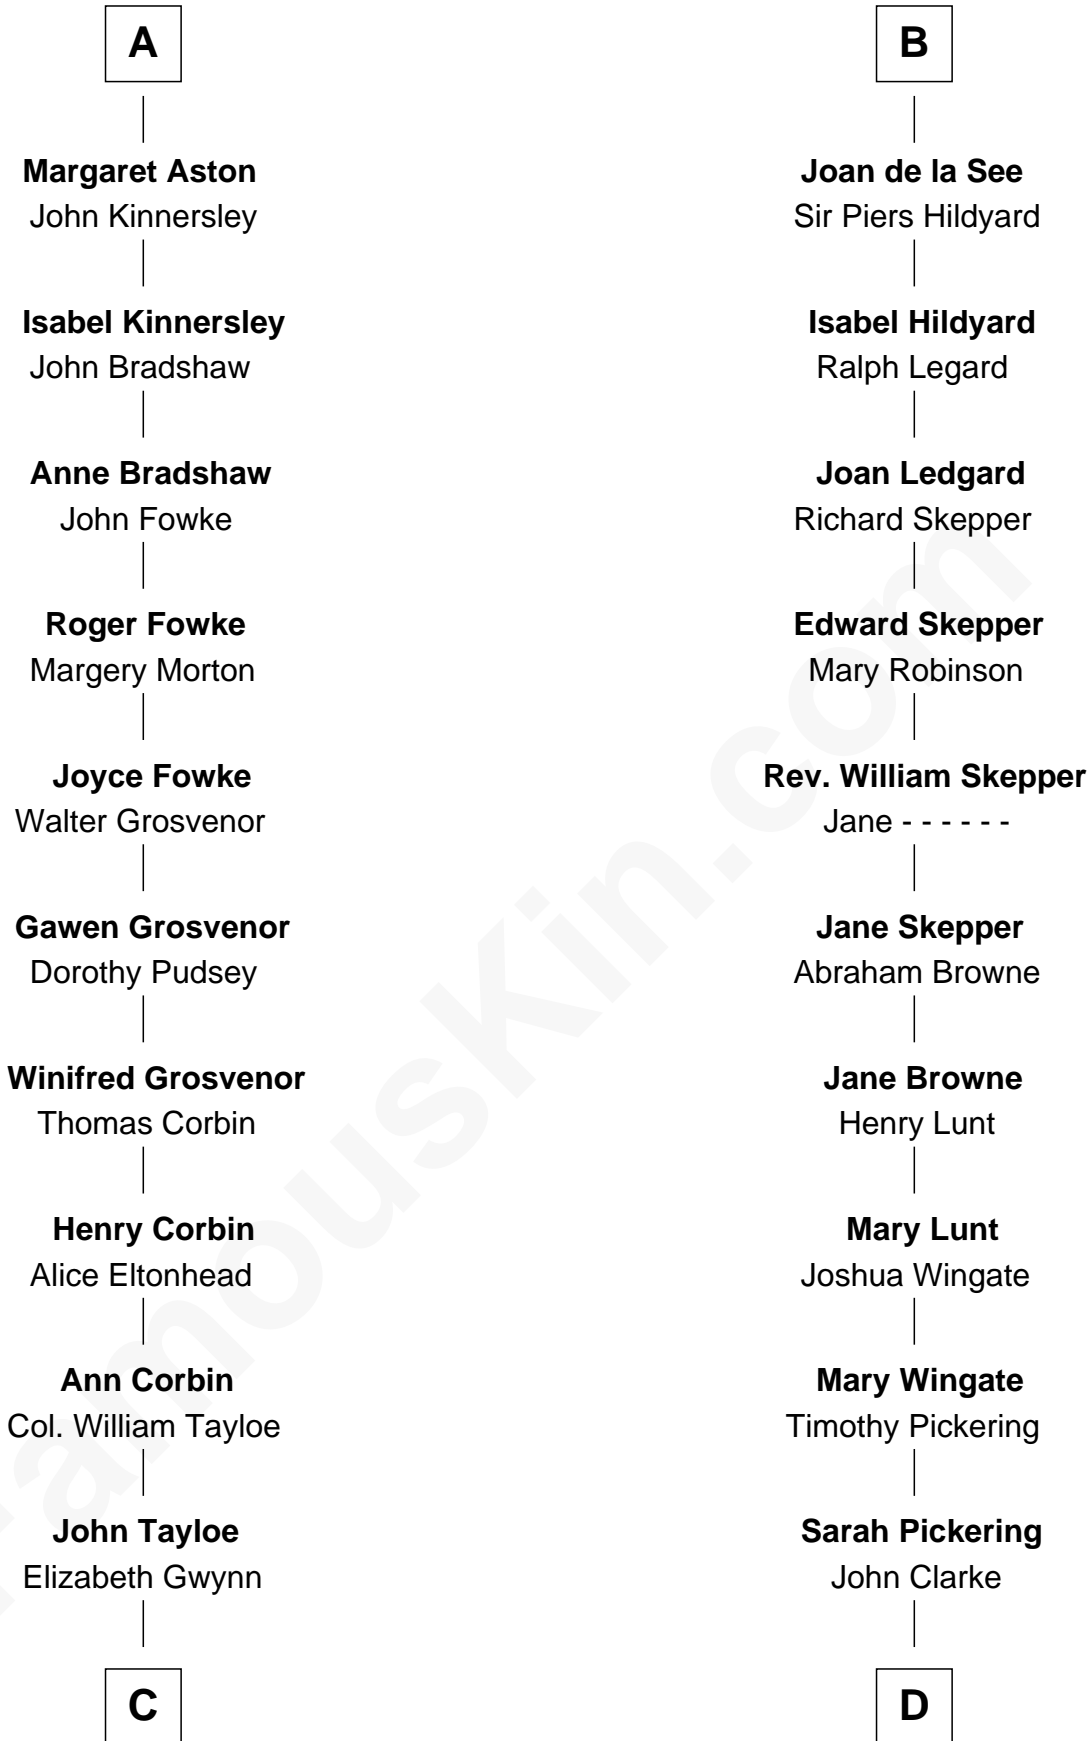 A
Margaret Aston
John Kinnersley
Isabel Kinnersley
John Bradshaw
Anne Bradshaw
John Fowke
Roger Fowke
Margery Morton
Joyce Fowke
Walter Grosvenor
Gawen Grosvenor
Dorothy Pudsey
Winifred Grosvenor
Thomas Corbin
Henry Corbin
Alice Eltonhead
Ann Corbin
Col. William Tayloe
John Tayloe
Elizabeth Gwynn
C
B
Joan de la See
Sir Piers Hildyard
Isabel Hildyard
Ralph Legard
Joan Ledgard
Richard Skepper
Edward Skepper
Mary Robinson
Rev. William Skepper
Jane - - - - - -
Jane Skepper
Abraham Browne
Jane Browne
Henry Lunt
Mary Lunt
Joshua Wingate
Mary Wingate
Timothy Pickering
Sarah Pickering
John Clarke
D
FamousKin.com